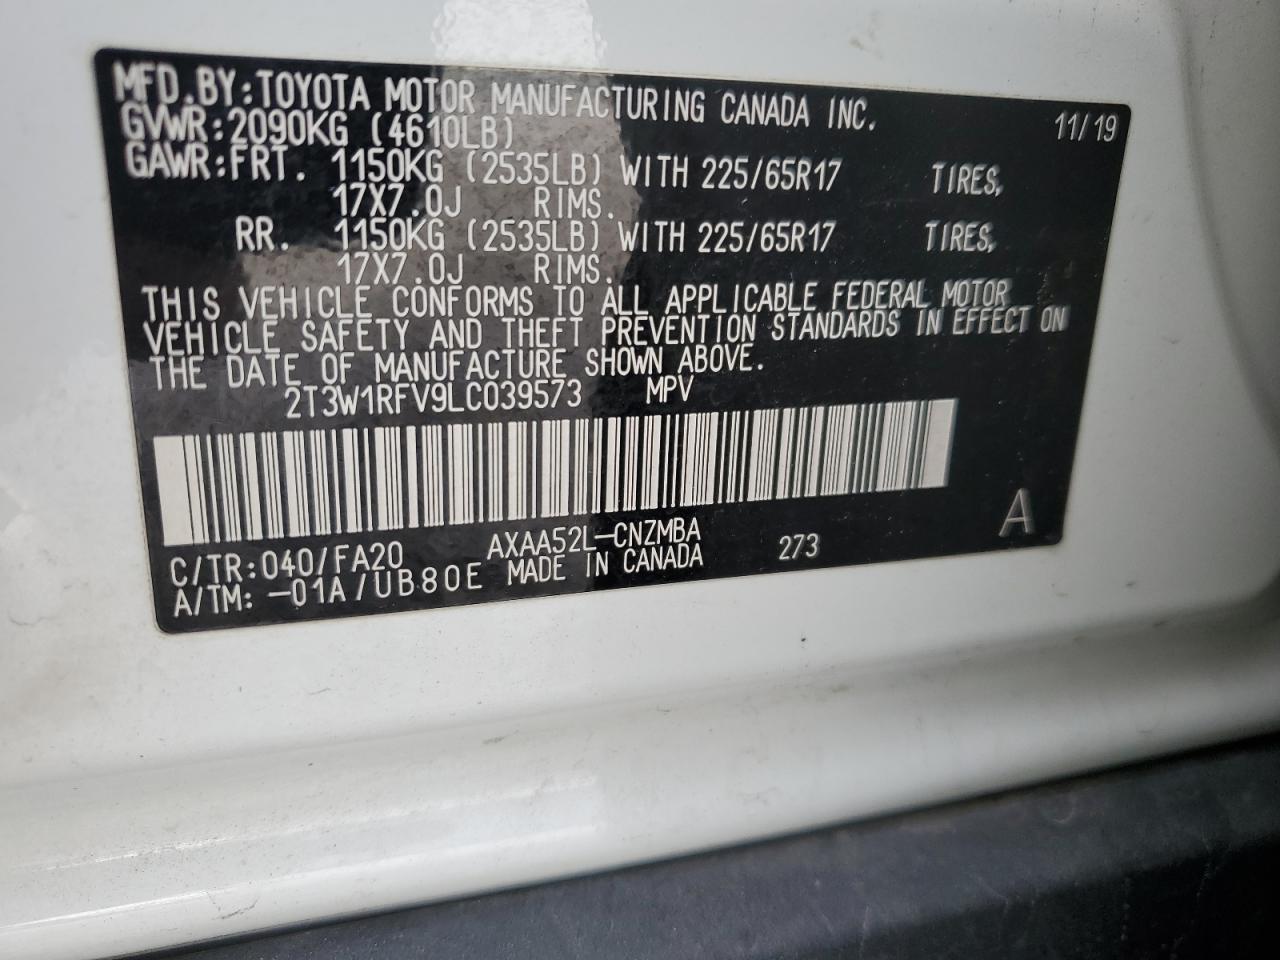 MFD.BY:TOYOTA MOTOR MANUFACTURING CANADA INC. 11/19
GVWR:2090KG (4610LB)
GAWR:FRT. 1150KG (2535LB) WITH 225/65R17 TIRES,
17X7.0J RIMS.
RR. 1150KG (2535LB) WITH 225/65R17 TIRES,
17X7.0J RIMS.
THIS VEHICLE CONFORMS TO ALL APPLICABLE FEDERAL MOTOR
VEHICLE SAFETY AND THEFT PREVENTION STANDARDS IN EFFECT ON
THE DATE OF MANUFACTURE SHOWN ABOVE.
2T3W1RFV9LC039573 MPV
A
C/TR:040/FA20 AXAA52L-CNZMBA 273
A/TM: -01A/UB80E MADE IN CANADA